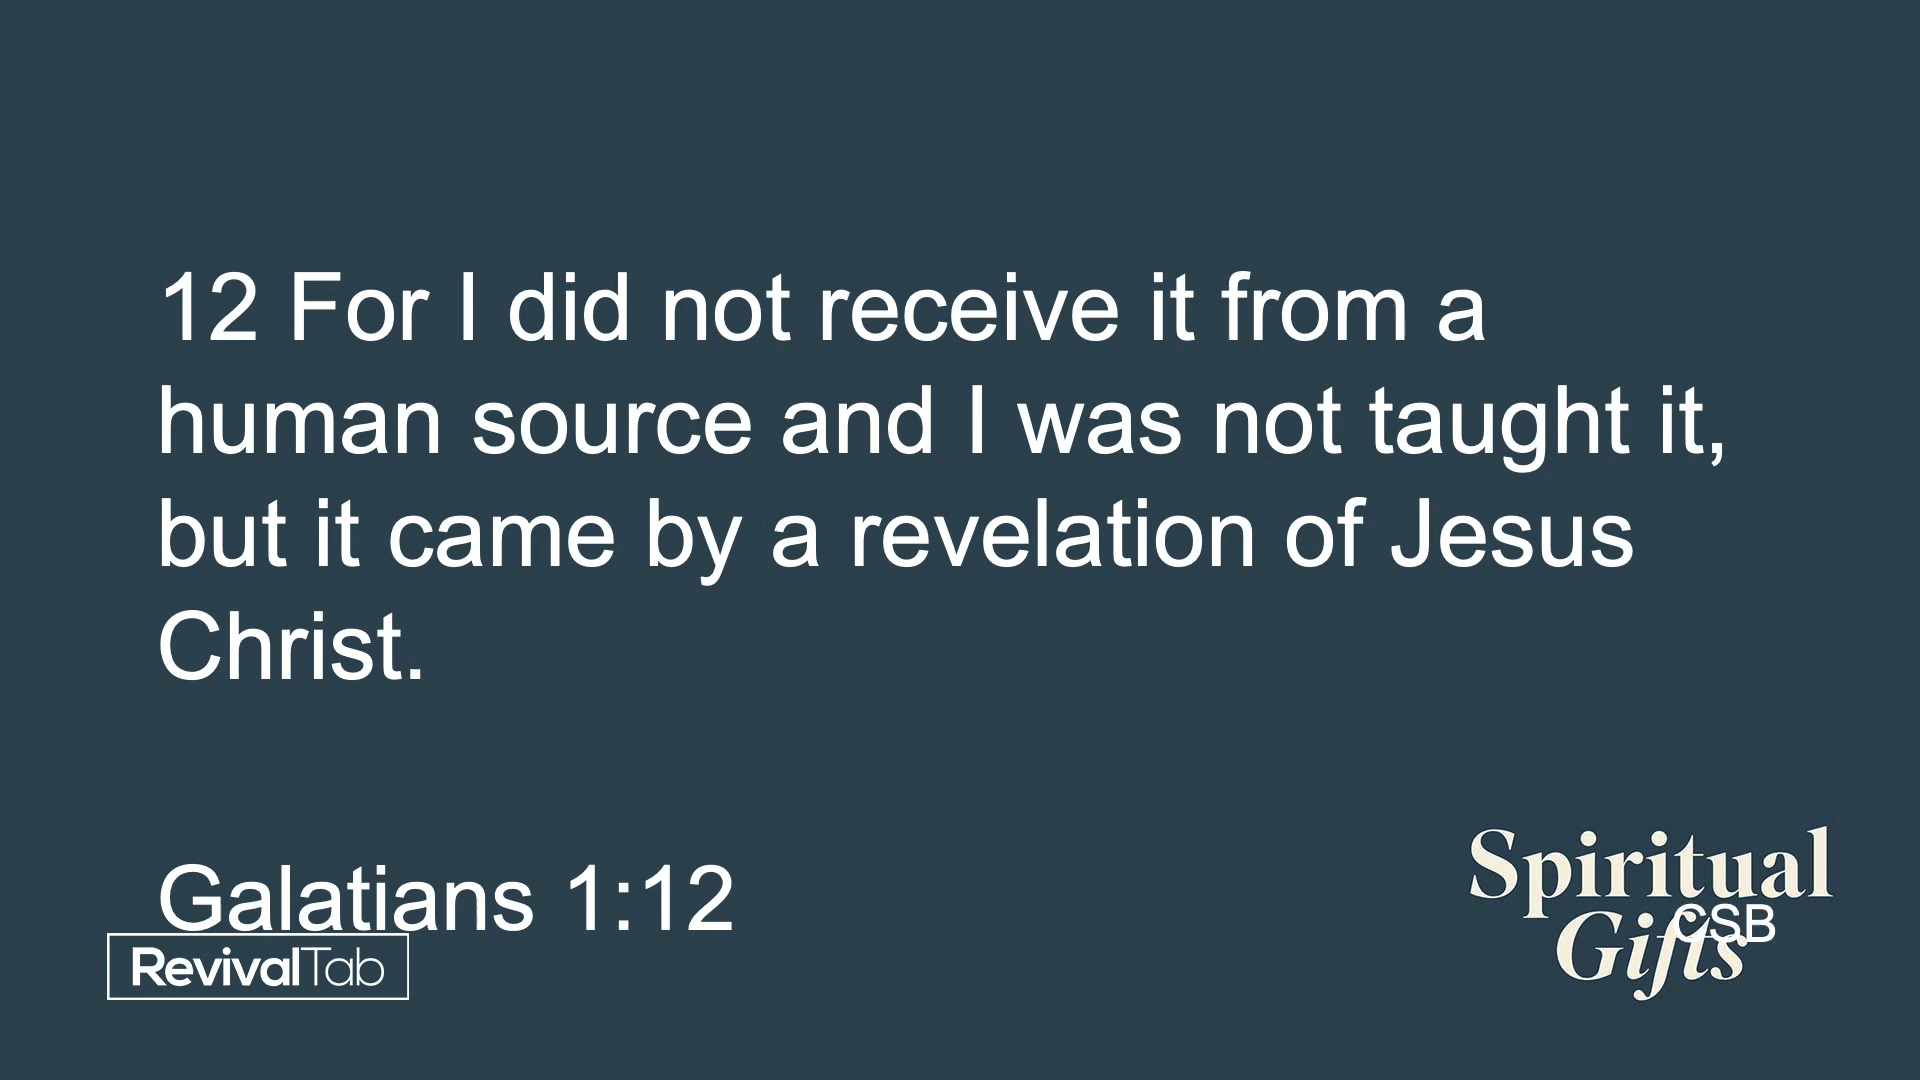 12 For I did not receive it from a
human source and I was not taught it,
but it came by a revelation of Jesus
Christ.
Galatians 1:12
RevivalTab
Spiritual
CSB
Gifts